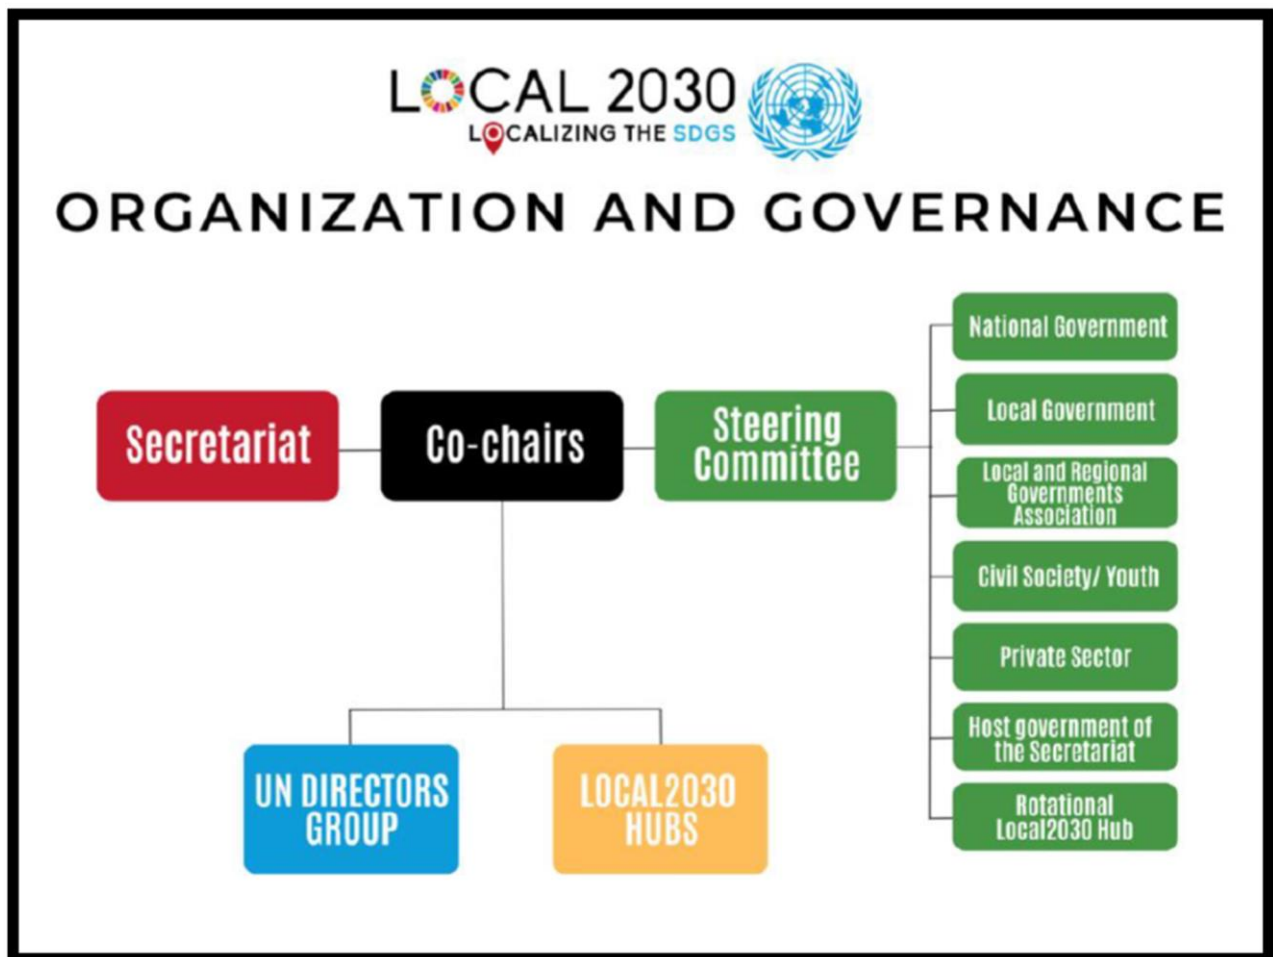 LOCAL 2030
LOCALIZING THE SDGS
ORGANIZATION AND GOVERNANCE
Secretariat
Co-chairs
Steering
Committee
National Government
Local Government
Local and Regional
Governments
Association
Civil Society/ Youth
Private Sector
Host government of
the Secretariat
Rotational
Local2030 Hub
UN DIRECTORS
GROUP
LOCAL2030
HUBS